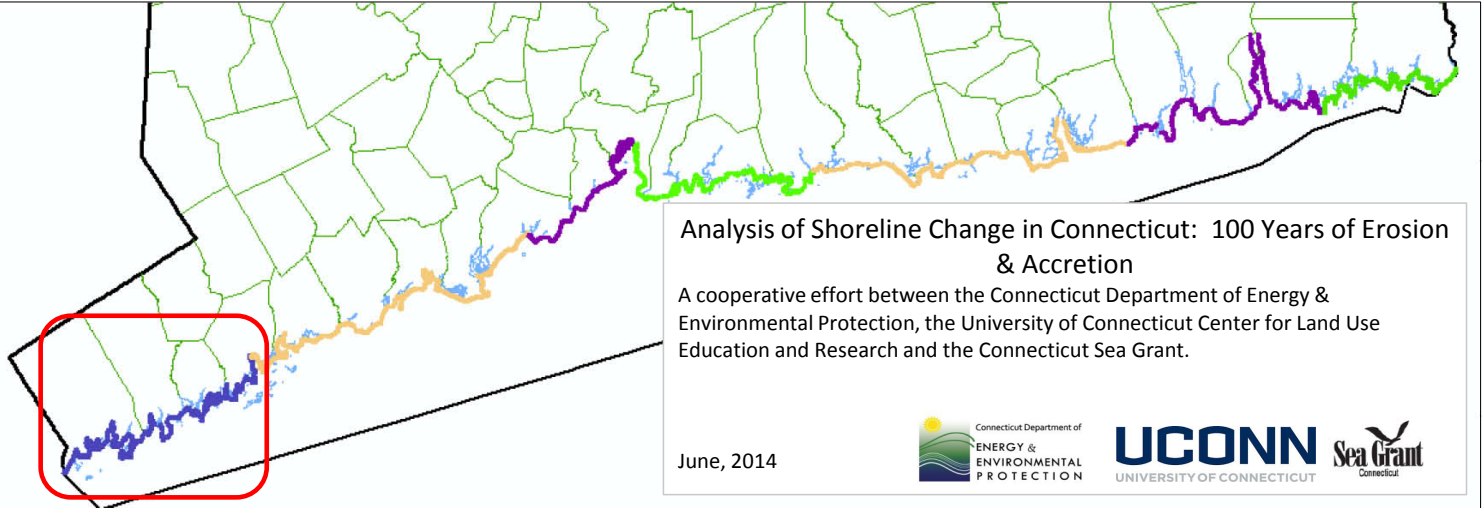 Analysis of Shoreline Change in Connecticut: 100 Years of Erosion
& Accretion
A cooperative effort between the Connecticut Department of Energy &
Environmental Protection, the University of Connecticut Center for Land Use
Education and Research and the Connecticut Sea Grant.
June, 2014
Connecticut Department of
ENERGY &
ENVIRONMENTAL
PROTECTION
UCONN
UNIVERSITY OF CONNECTICUT
Sea Grant
Connecticut